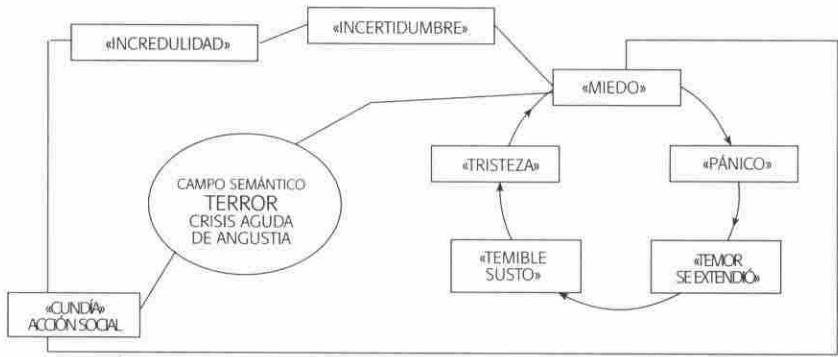 «INCREDULIDAD»
«INCERTIDUMBRE»
«MIEDO»
«TRISTEZA»
«PÁNICO»
CAMPO SEMÁNTICO
TERROR
CRISIS AGUDA
DE ANGUSTIA
«TEMIBLE
SUSTO»
«TEMOR
SE EXTENDIÓ»
«CUNDÍA»
ACCIÓN SOCIAL